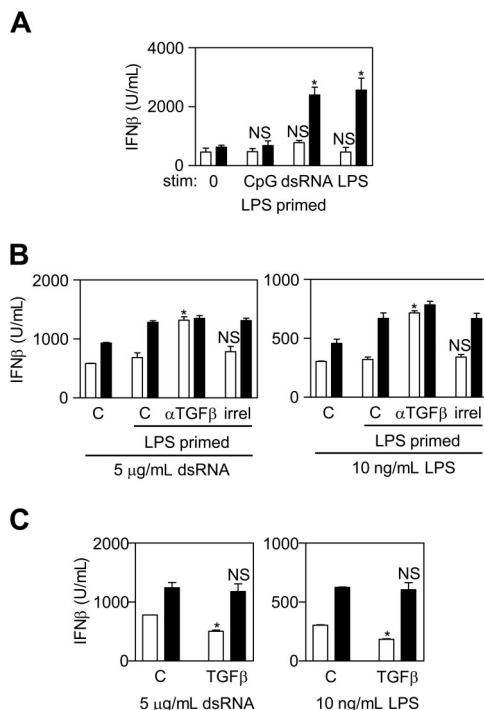 A
IFNβ (U/mL)
4000
2000
0
NS
NS
*
NS
*
stim: 0 CpG dsRNA LPS
LPS primed
B
IFNβ (U/mL)
2000
1000
0
*
NS
C C αTGFβ irrel
LPS primed
5 μg/mL dsRNA
1000
500
0
*
NS
C C αTGFβ irrel
LPS primed
10 ng/mL LPS
C
IFNβ (U/mL)
2000
1000
0
*
NS
C TGFβ
5 μg/mL dsRNA
1000
500
0
*
NS
C TGFβ
10 ng/mL LPS